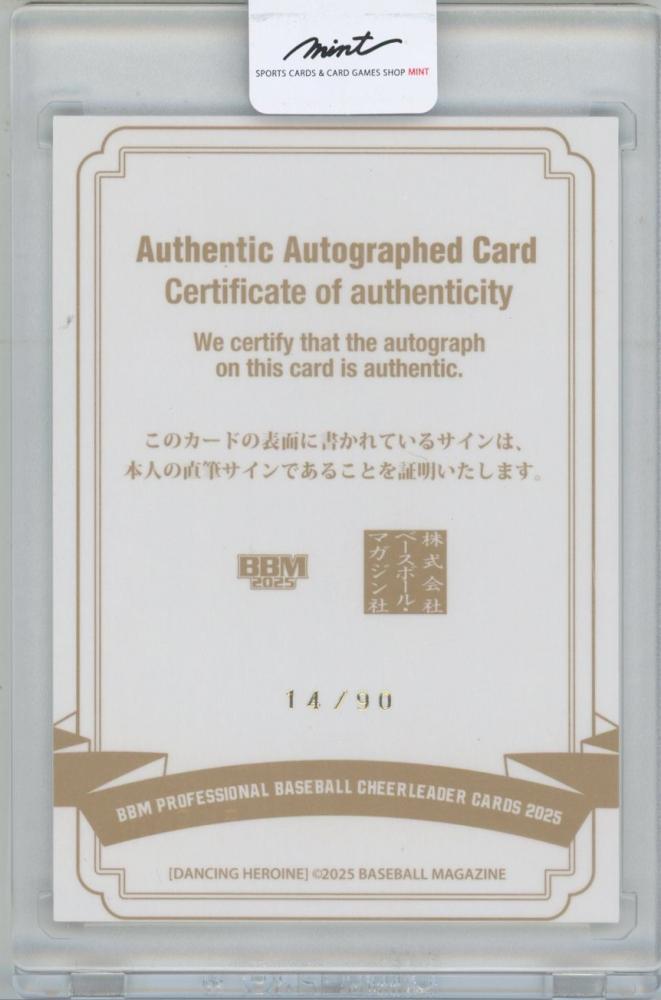 mint
SPORTS CARDS & CARD GAMES SHOP MINT
Authentic Autographed Card
Certificate of authenticity
We certify that the autograph
on this card is authentic.
このカードの表面に書かれているサインは、
本人の直筆サインであることを証明いたします。
BBM
2025
株式会社
ベースボール・
マガジン社
14/90
BBM PROFESSIONAL BASEBALL CHEERLEADER CARDS 2025
[DANCING HEROINE] ©2025 BASEBALL MAGAZINE